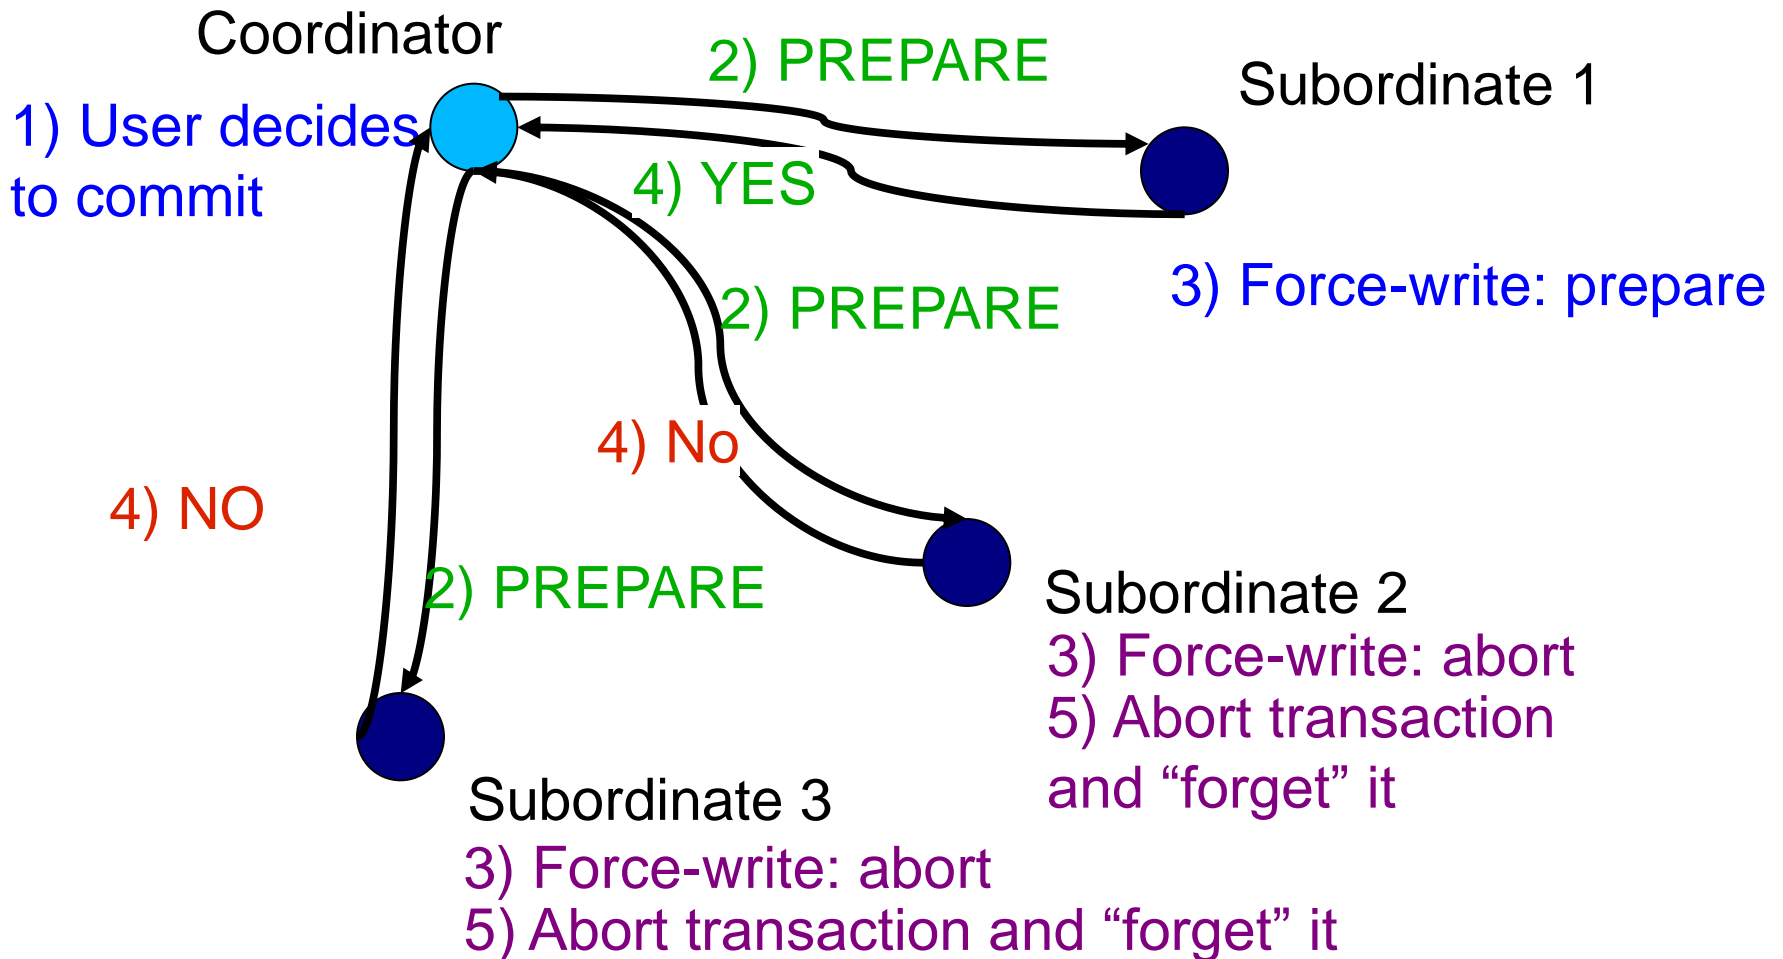 Coordinator
2) PREPARE
Subordinate 1
1) User decides
to commit
4) YES
3) Force-write: prepare
2) PREPARE
4) No
4) NO
2) PREPARE
Subordinate 2
3) Force-write: abort
5) Abort transaction
and “forget” it
Subordinate 3
3) Force-write: abort
5) Abort transaction and “forget” it